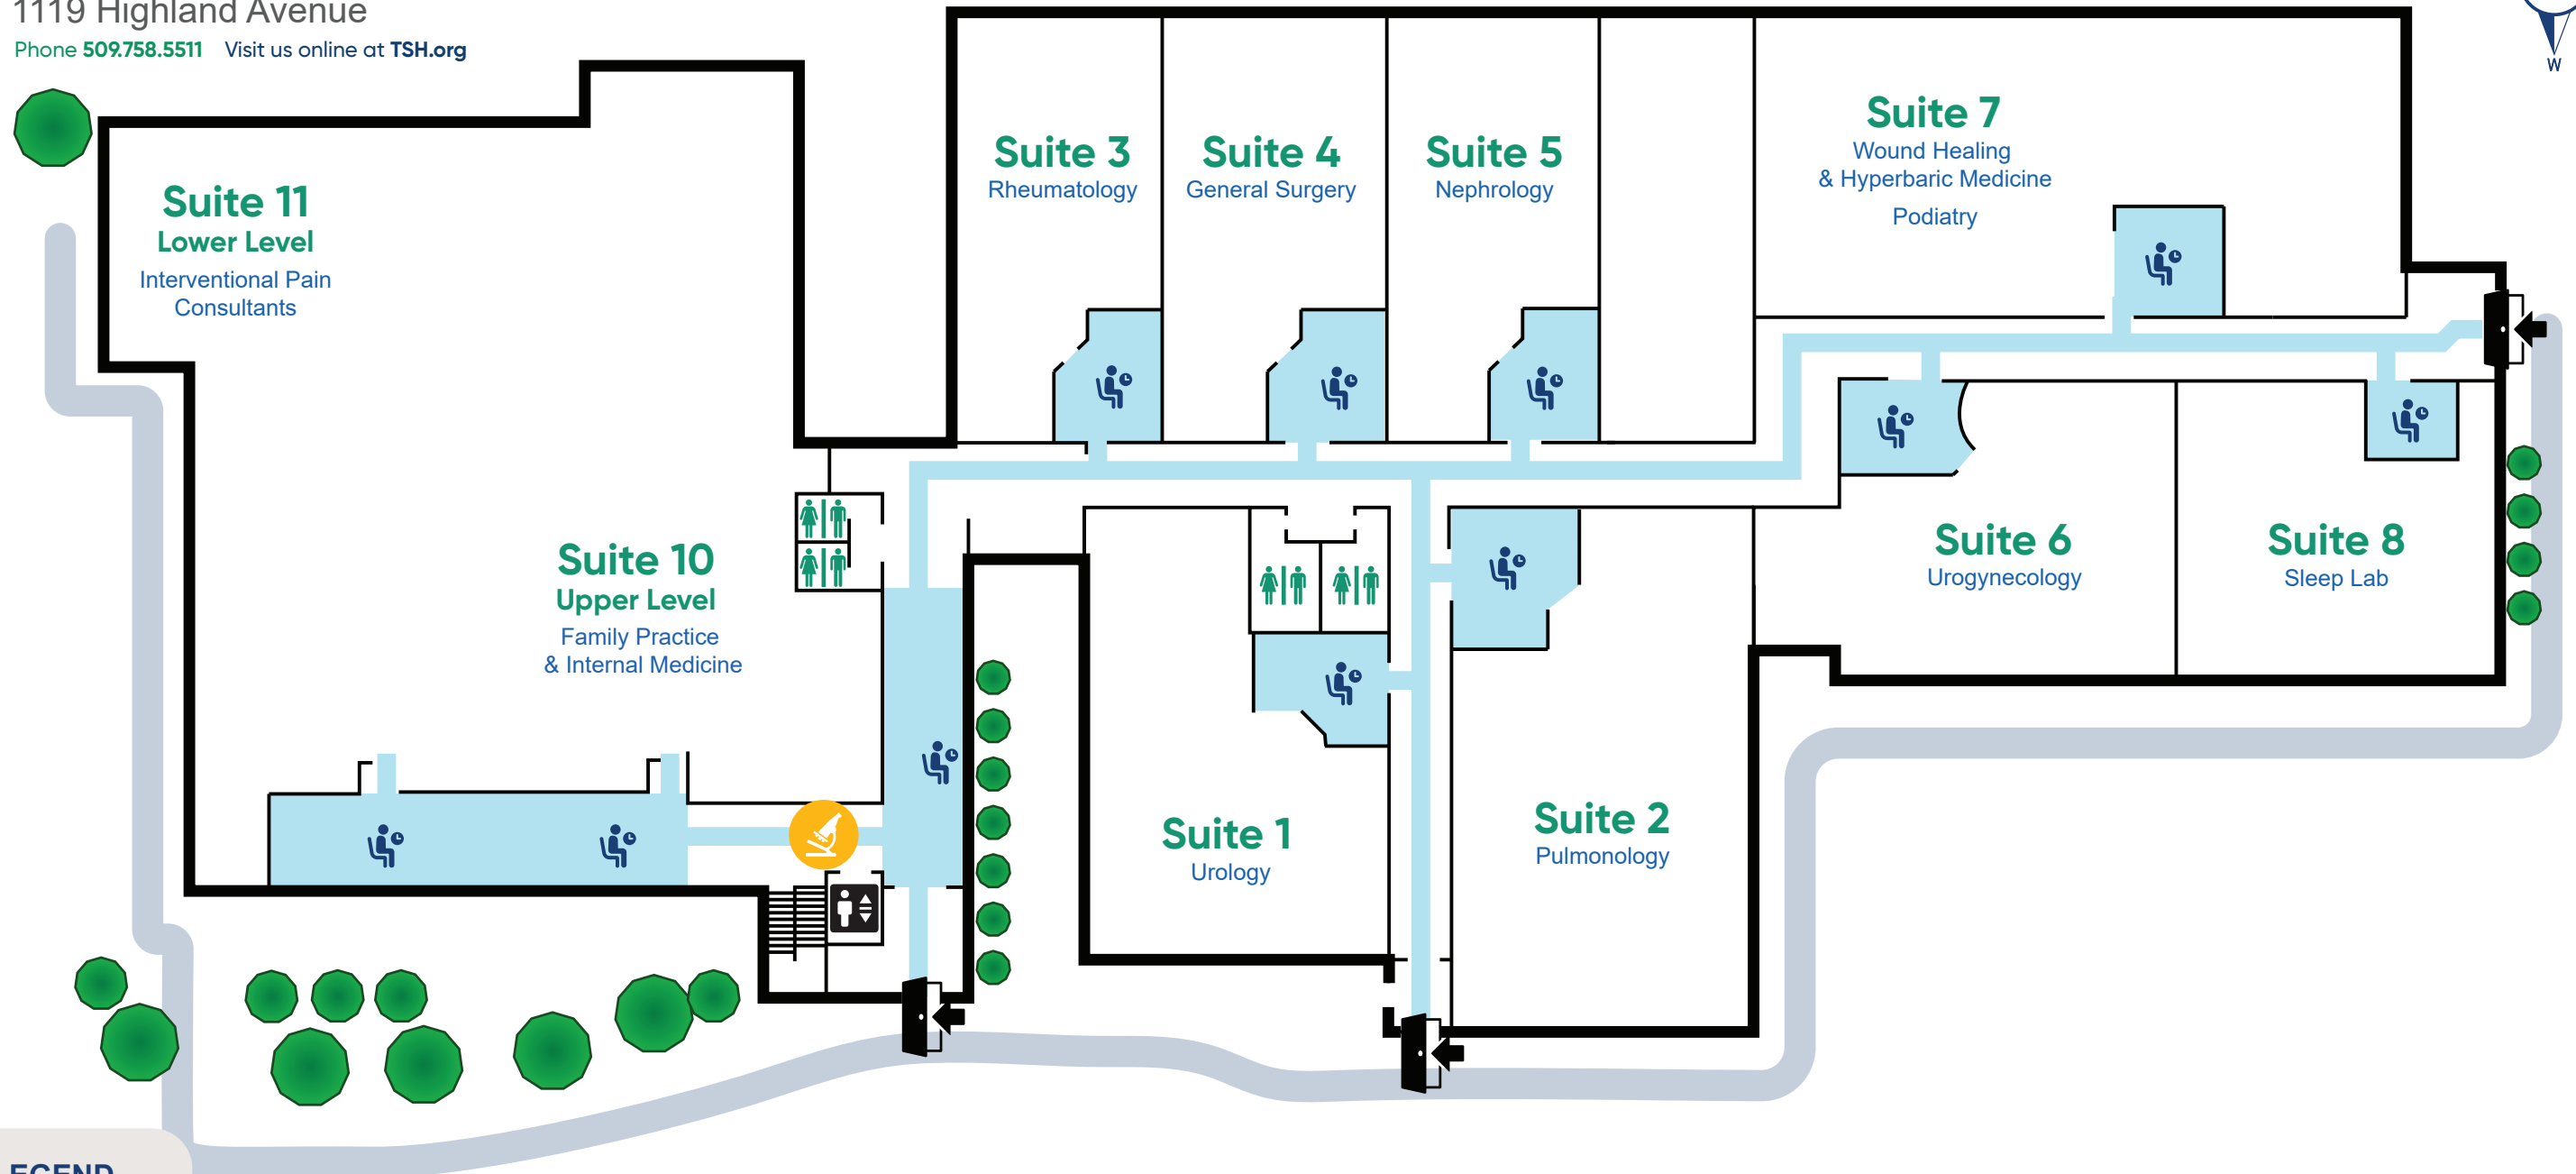 1119 Highland Avenue
Phone 509.758.5511 Visit us online at TSH.org
W
Suite 11
Lower Level
Interventional Pain
Consultants
Suite 10
Upper Level
Family Practice
& Internal Medicine
Suite 3
Rheumatology
Suite 4
General Surgery
Suite 5
Nephrology
Suite 7
Wound Healing
& Hyperbaric Medicine
Podiatry
Suite 6
Urogynecology
Suite 8
Sleep Lab
Suite 1
Urology
Suite 2
Pulmonology
EGEND